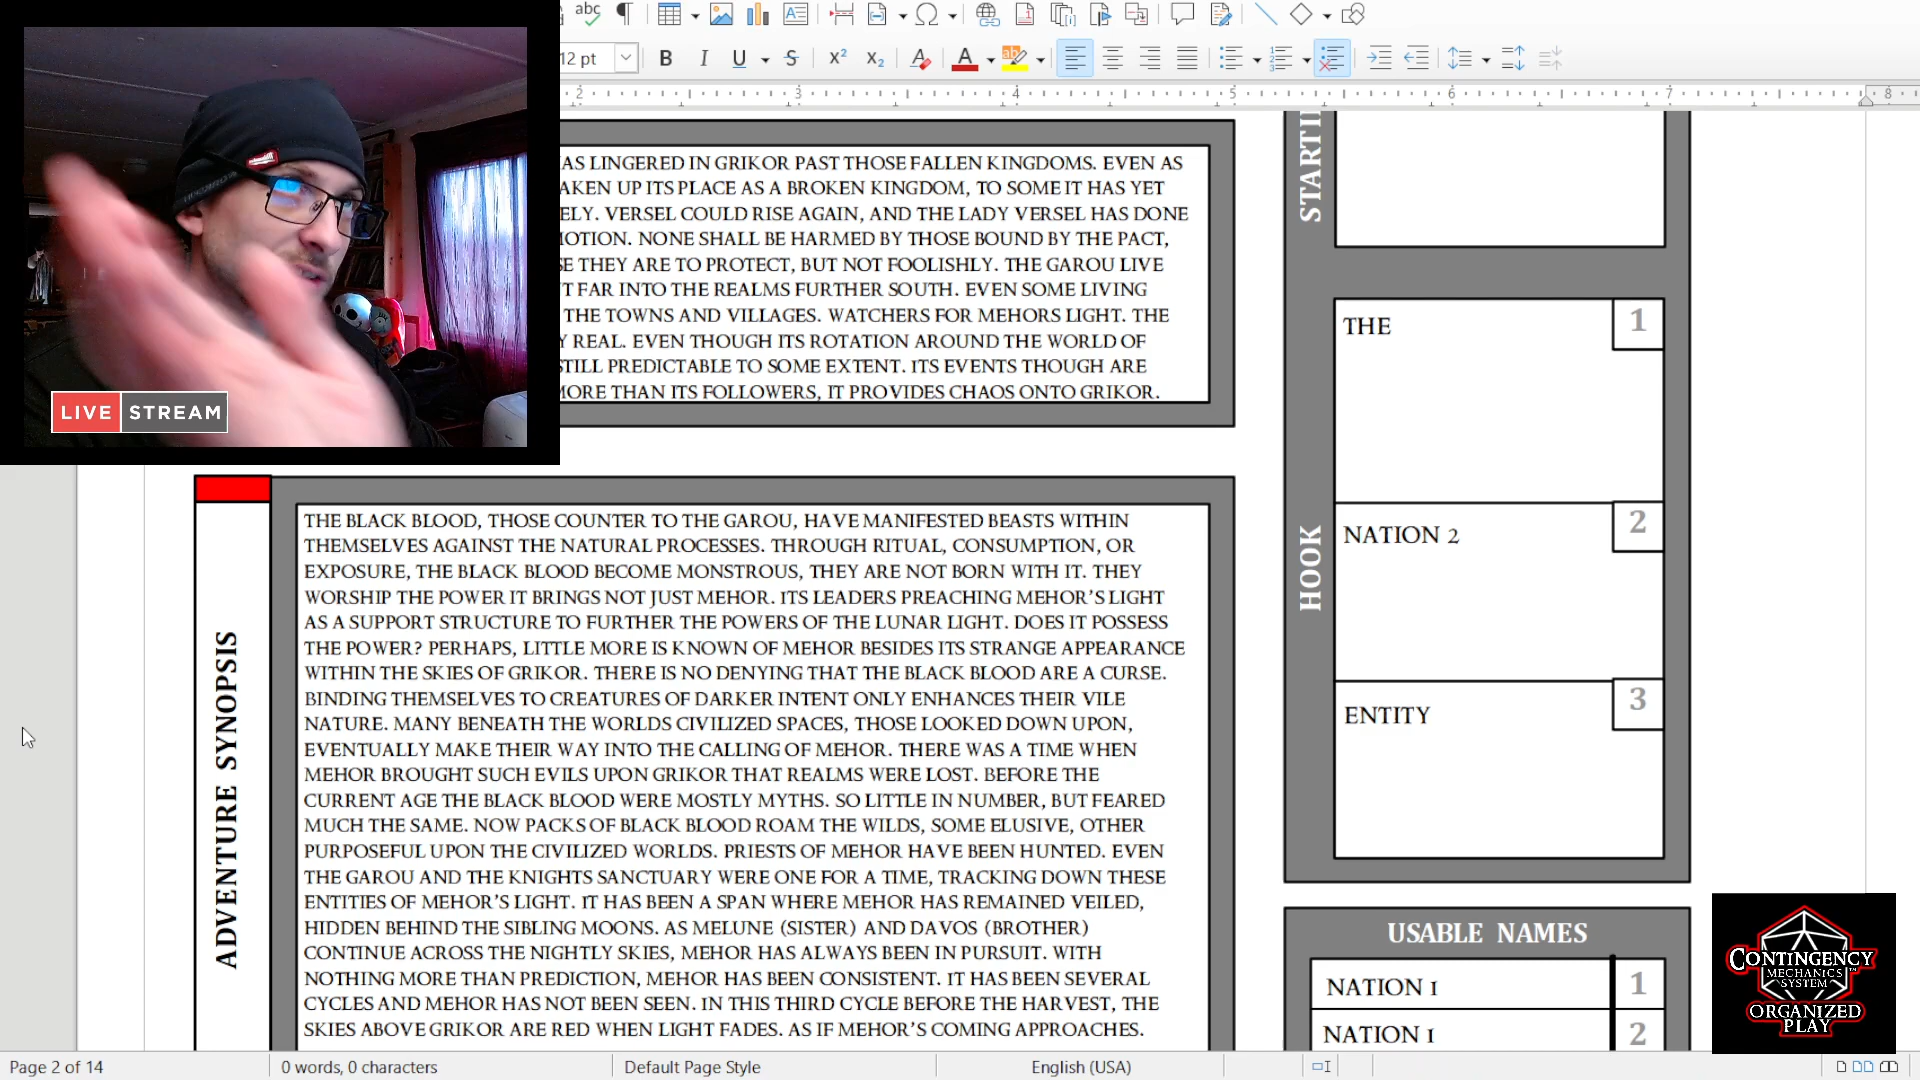 12 pt
2 3 4 5 6 7 8
LIVE STREAM
AS LINGERED IN GRIKOR PAST THOSE FALLEN KINGDOMS. EVEN AS
AKEN UP ITS PLACE AS A BROKEN KINGDOM, TO SOME IT HAS YET
ELY. VERSEL COULD RISE AGAIN, AND THE LADY VERSEL HAS DONE
MOTION. NONE SHALL BE HARMED BY THOSE BOUND BY THE PACT,
SE THEY ARE TO PROTECT, BUT NOT FOOLISHLY. THE GAROU LIVE
T FAR INTO THE REALMS FURTHER SOUTH. EVEN SOME LIVING
THE TOWNS AND VILLAGES. WATCHERS FOR MEHORS LIGHT. THE
Y REAL. EVEN THOUGH ITS ROTATION AROUND THE WORLD OF
STILL PREDICTABLE TO SOME EXTENT. ITS EVENTS THOUGH ARE
MORE THAN ITS FOLLOWERS, IT PROVIDES CHAOS ONTO GRIKOR.
ADVENTURE SYNOPSIS
THE BLACK BLOOD, THOSE COUNTER TO THE GAROU, HAVE MANIFESTED BEASTS WITHIN
THEMSELVES AGAINST THE NATURAL PROCESSES. THROUGH RITUAL, CONSUMPTION, OR
EXPOSURE, THE BLACK BLOOD BECOME MONSTROUS, THEY ARE NOT BORN WITH IT. THEY
WORSHIP THE POWER IT BRINGS NOT JUST MEHOR. ITS LEADERS PREACHING MEHOR'S LIGHT
AS A SUPPORT STRUCTURE TO FURTHER THE POWERS OF THE LUNAR LIGHT. DOES IT POSSESS
THE POWER? PERHAPS, LITTLE MORE IS KNOWN OF MEHOR BESIDES ITS STRANGE APPEARANCE
WITHIN THE SKIES OF GRIKOR. THERE IS NO DENYING THAT THE BLACK BLOOD ARE A CURSE.
BINDING THEMSELVES TO CREATURES OF DARKER INTENT ONLY ENHANCES THEIR VILE
NATURE. MANY BENEATH THE WORLDS CIVILIZED SPACES, THOSE LOOKED DOWN UPON,
EVENTUALLY MAKE THEIR WAY INTO THE CALLING OF MEHOR. THERE WAS A TIME WHEN
MEHOR BROUGHT SUCH EVILS UPON GRIKOR THAT REALMS WERE LOST. BEFORE THE
CURRENT AGE THE BLACK BLOOD WERE MOSTLY MYTHS. SO LITTLE IN NUMBER, BUT FEARED
MUCH THE SAME. NOW PACKS OF BLACK BLOOD ROAM THE WILDS, SOME ELUSIVE, OTHER
PURPOSEFUL UPON THE CIVILIZED WORLDS. PRIESTS OF MEHOR HAVE BEEN HUNTED. EVEN
THE GAROU AND THE KNIGHTS SANCTUARY WERE ONE FOR A TIME, TRACKING DOWN THESE
ENTITIES OF MEHOR'S LIGHT. IT HAS BEEN A SPAN WHERE MEHOR HAS REMAINED VEILED,
HIDDEN BEHIND THE SIBLING MOONS. AS MELUNE (SISTER) AND DAVOS (BROTHER)
CONTINUE ACROSS THE NIGHTLY SKIES, MEHOR HAS ALWAYS BEEN IN PURSUIT. WITH
NOTHING MORE THAN PREDICTION, MEHOR HAS BEEN CONSISTENT. IT HAS BEEN SEVERAL
CYCLES AND MEHOR HAS NOT BEEN SEEN. IN THIS THIRD CYCLE BEFORE THE HARVEST, THE
SKIES ABOVE GRIKOR ARE RED WHEN LIGHT FADES. AS IF MEHOR'S COMING APPROACHES.
STARTI
HOOK
THE 1
NATION 2 2
ENTITY 3
USABLE NAMES
NATION 1 1
NATION 1 2
CONTINGENCY
MECHANICS
SYSTEM
ORGANIZED
PLAY
Page 2 of 14
0 words, 0 characters
Default Page Style
English (USA)